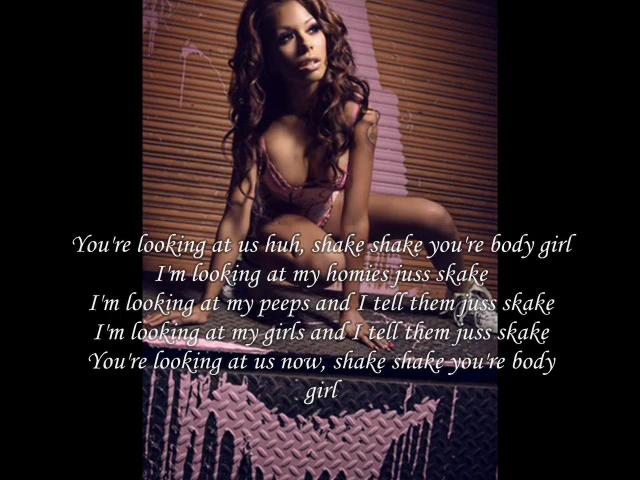 You're looking at us huh, shake shake you're body girl
I'm looking at my homies juss skake
I'm looking at my peeps and I tell them juss skake
I'm looking at my girls and I tell them juss skake
You're looking at us now, shake shake you're body
girl